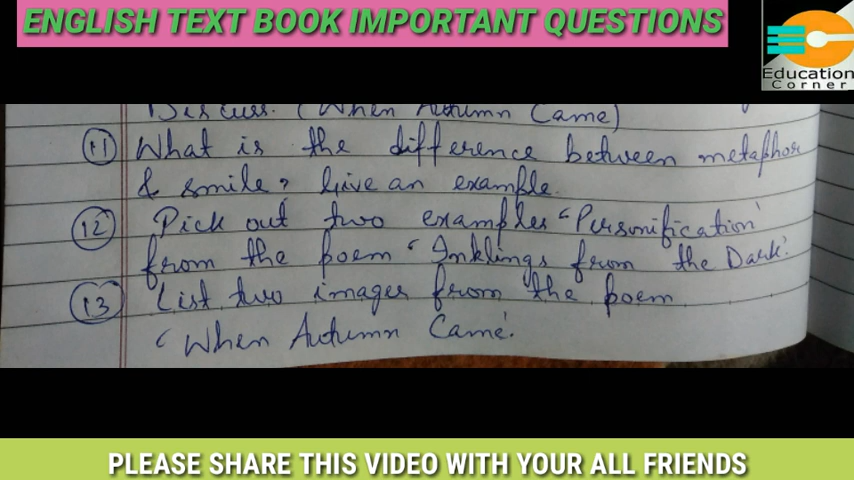 ENGLISH TEXT BOOK IMPORTANT QUESTIONS
Education
Corner
Discuss. (When Autumn Came)
(11) What is the difference between metaphor
& smile? Give an example.
(12) Pick out two examples "Personification'
from the poem 'Inklings from the Dark'.
(13) List two images from the poem
'When Autumn Came'.
PLEASE SHARE THIS VIDEO WITH YOUR ALL FRIENDS